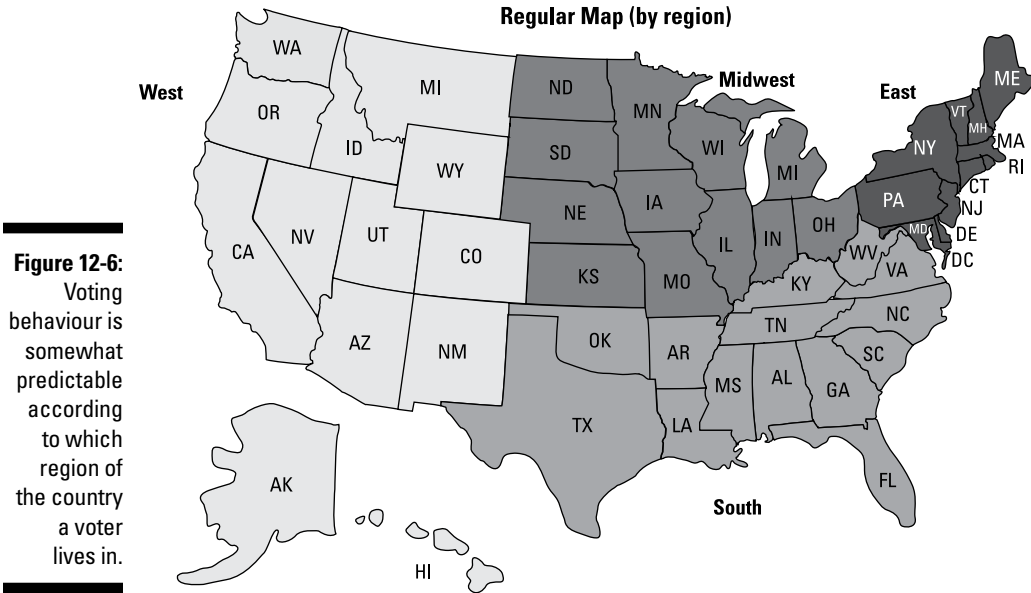 Regular Map (by region)
West
Midwest
East
South
WA
OR
CA
NV
ID
MI
WY
UT
CO
AZ
NM
AK
HI
ND
SD
NE
KS
MN
IA
MO
WI
IL
MI
IN
OH
ME
VT
MH
MA
RI
NY
CT
PA
NJ
MD
DE
DC
WV
VA
KY
NC
TN
SC
OK
AR
MS
AL
GA
TX
LA
FL
Figure 12-6:
Voting
behaviour is
somewhat
predictable
according
to which
region of
the country
a voter
lives in.